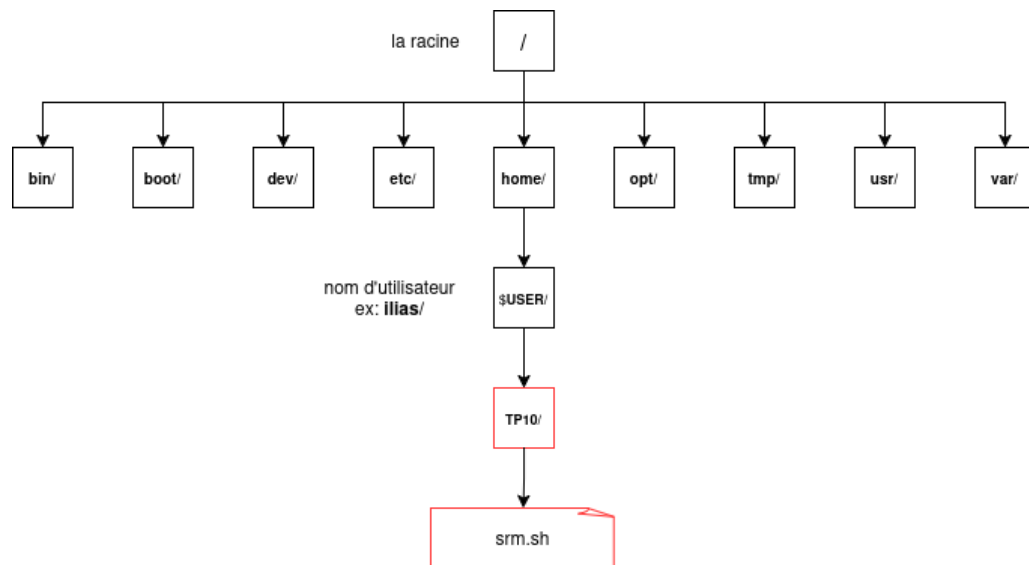 la racine
/
bin/
boot/
dev/
etc/
home/
opt/
tmp/
usr/
var/
nom d'utilisateur
ex: ilias/
$USER/
TP10/
srm.sh